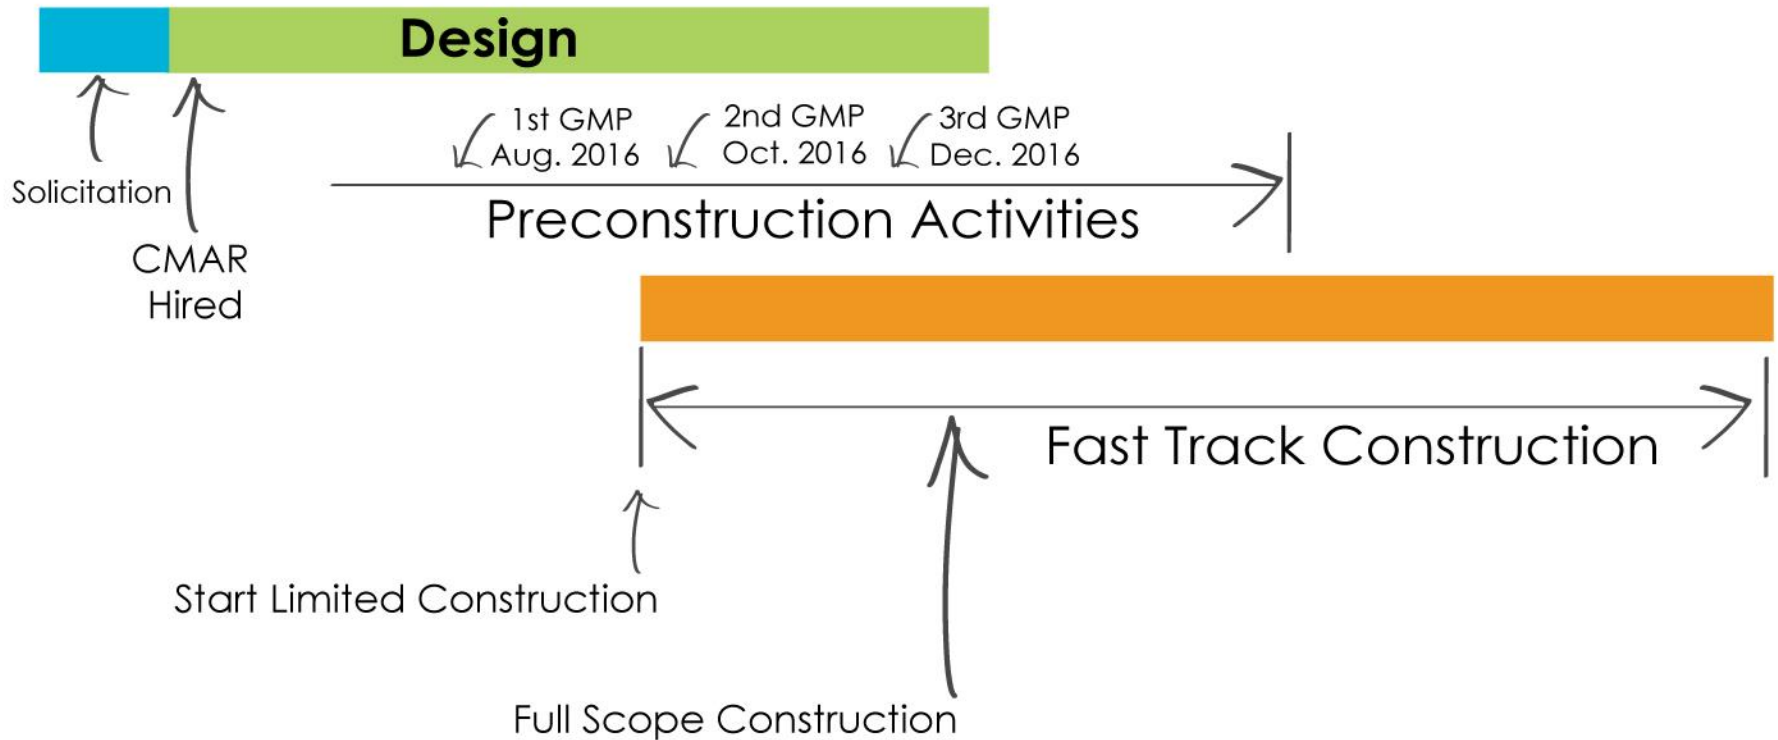 Design
1st GMP
Aug. 2016
2nd GMP
Oct. 2016
3rd GMP
Dec. 2016
Solicitation
Preconstruction Activities
CMAR
Hired
Fast Track Construction
Start Limited Construction
Full Scope Construction